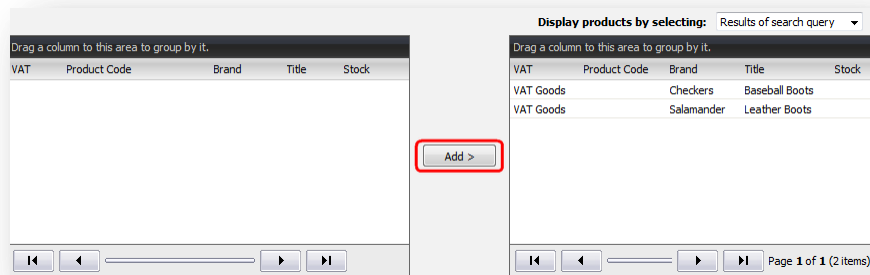 Display products by selecting: Results of search query
Drag a column to this area to group by it.
VAT Product Code Brand Title Stock
Add >
Drag a column to this area to group by it.
VAT Product Code Brand Title Stock
VAT Goods Checkers Baseball Boots
VAT Goods Salamander Leather Boots
Page 1 of 1 (2 items)